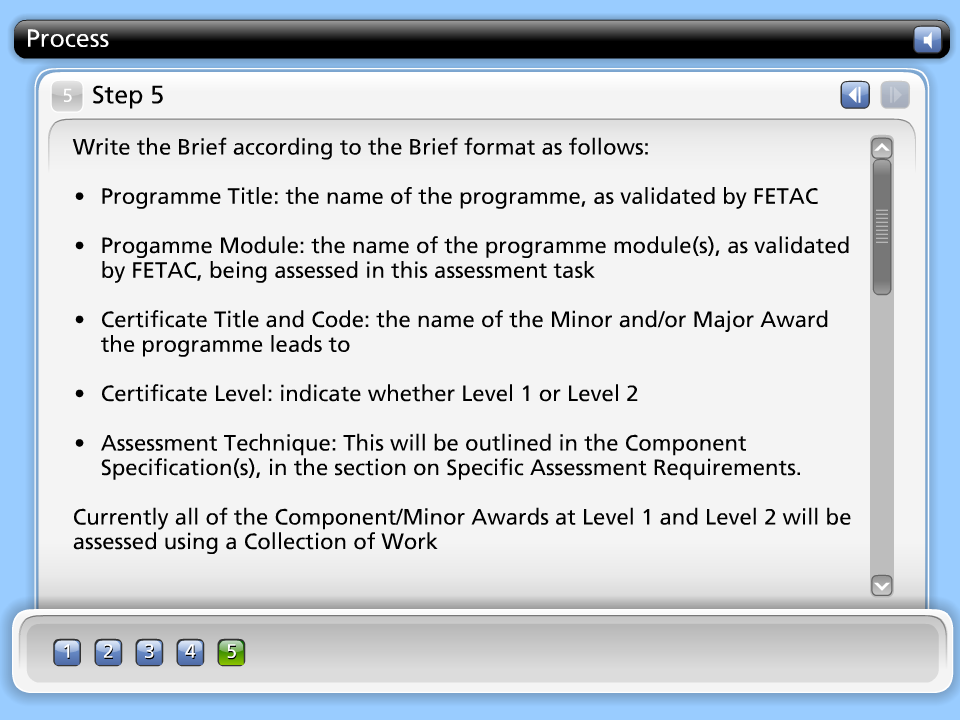 Process
5 Step 5
Write the Brief according to the Brief format as follows:
• Programme Title: the name of the programme, as validated by FETAC
• Progamme Module: the name of the programme module(s), as validated
by FETAC, being assessed in this assessment task
• Certificate Title and Code: the name of the Minor and/or Major Award
the programme leads to
• Certificate Level: indicate whether Level 1 or Level 2
• Assessment Technique: This will be outlined in the Component
Specification(s), in the section on Specific Assessment Requirements.
Currently all of the Component/Minor Awards at Level 1 and Level 2 will be
assessed using a Collection of Work
1 2 3 4 5